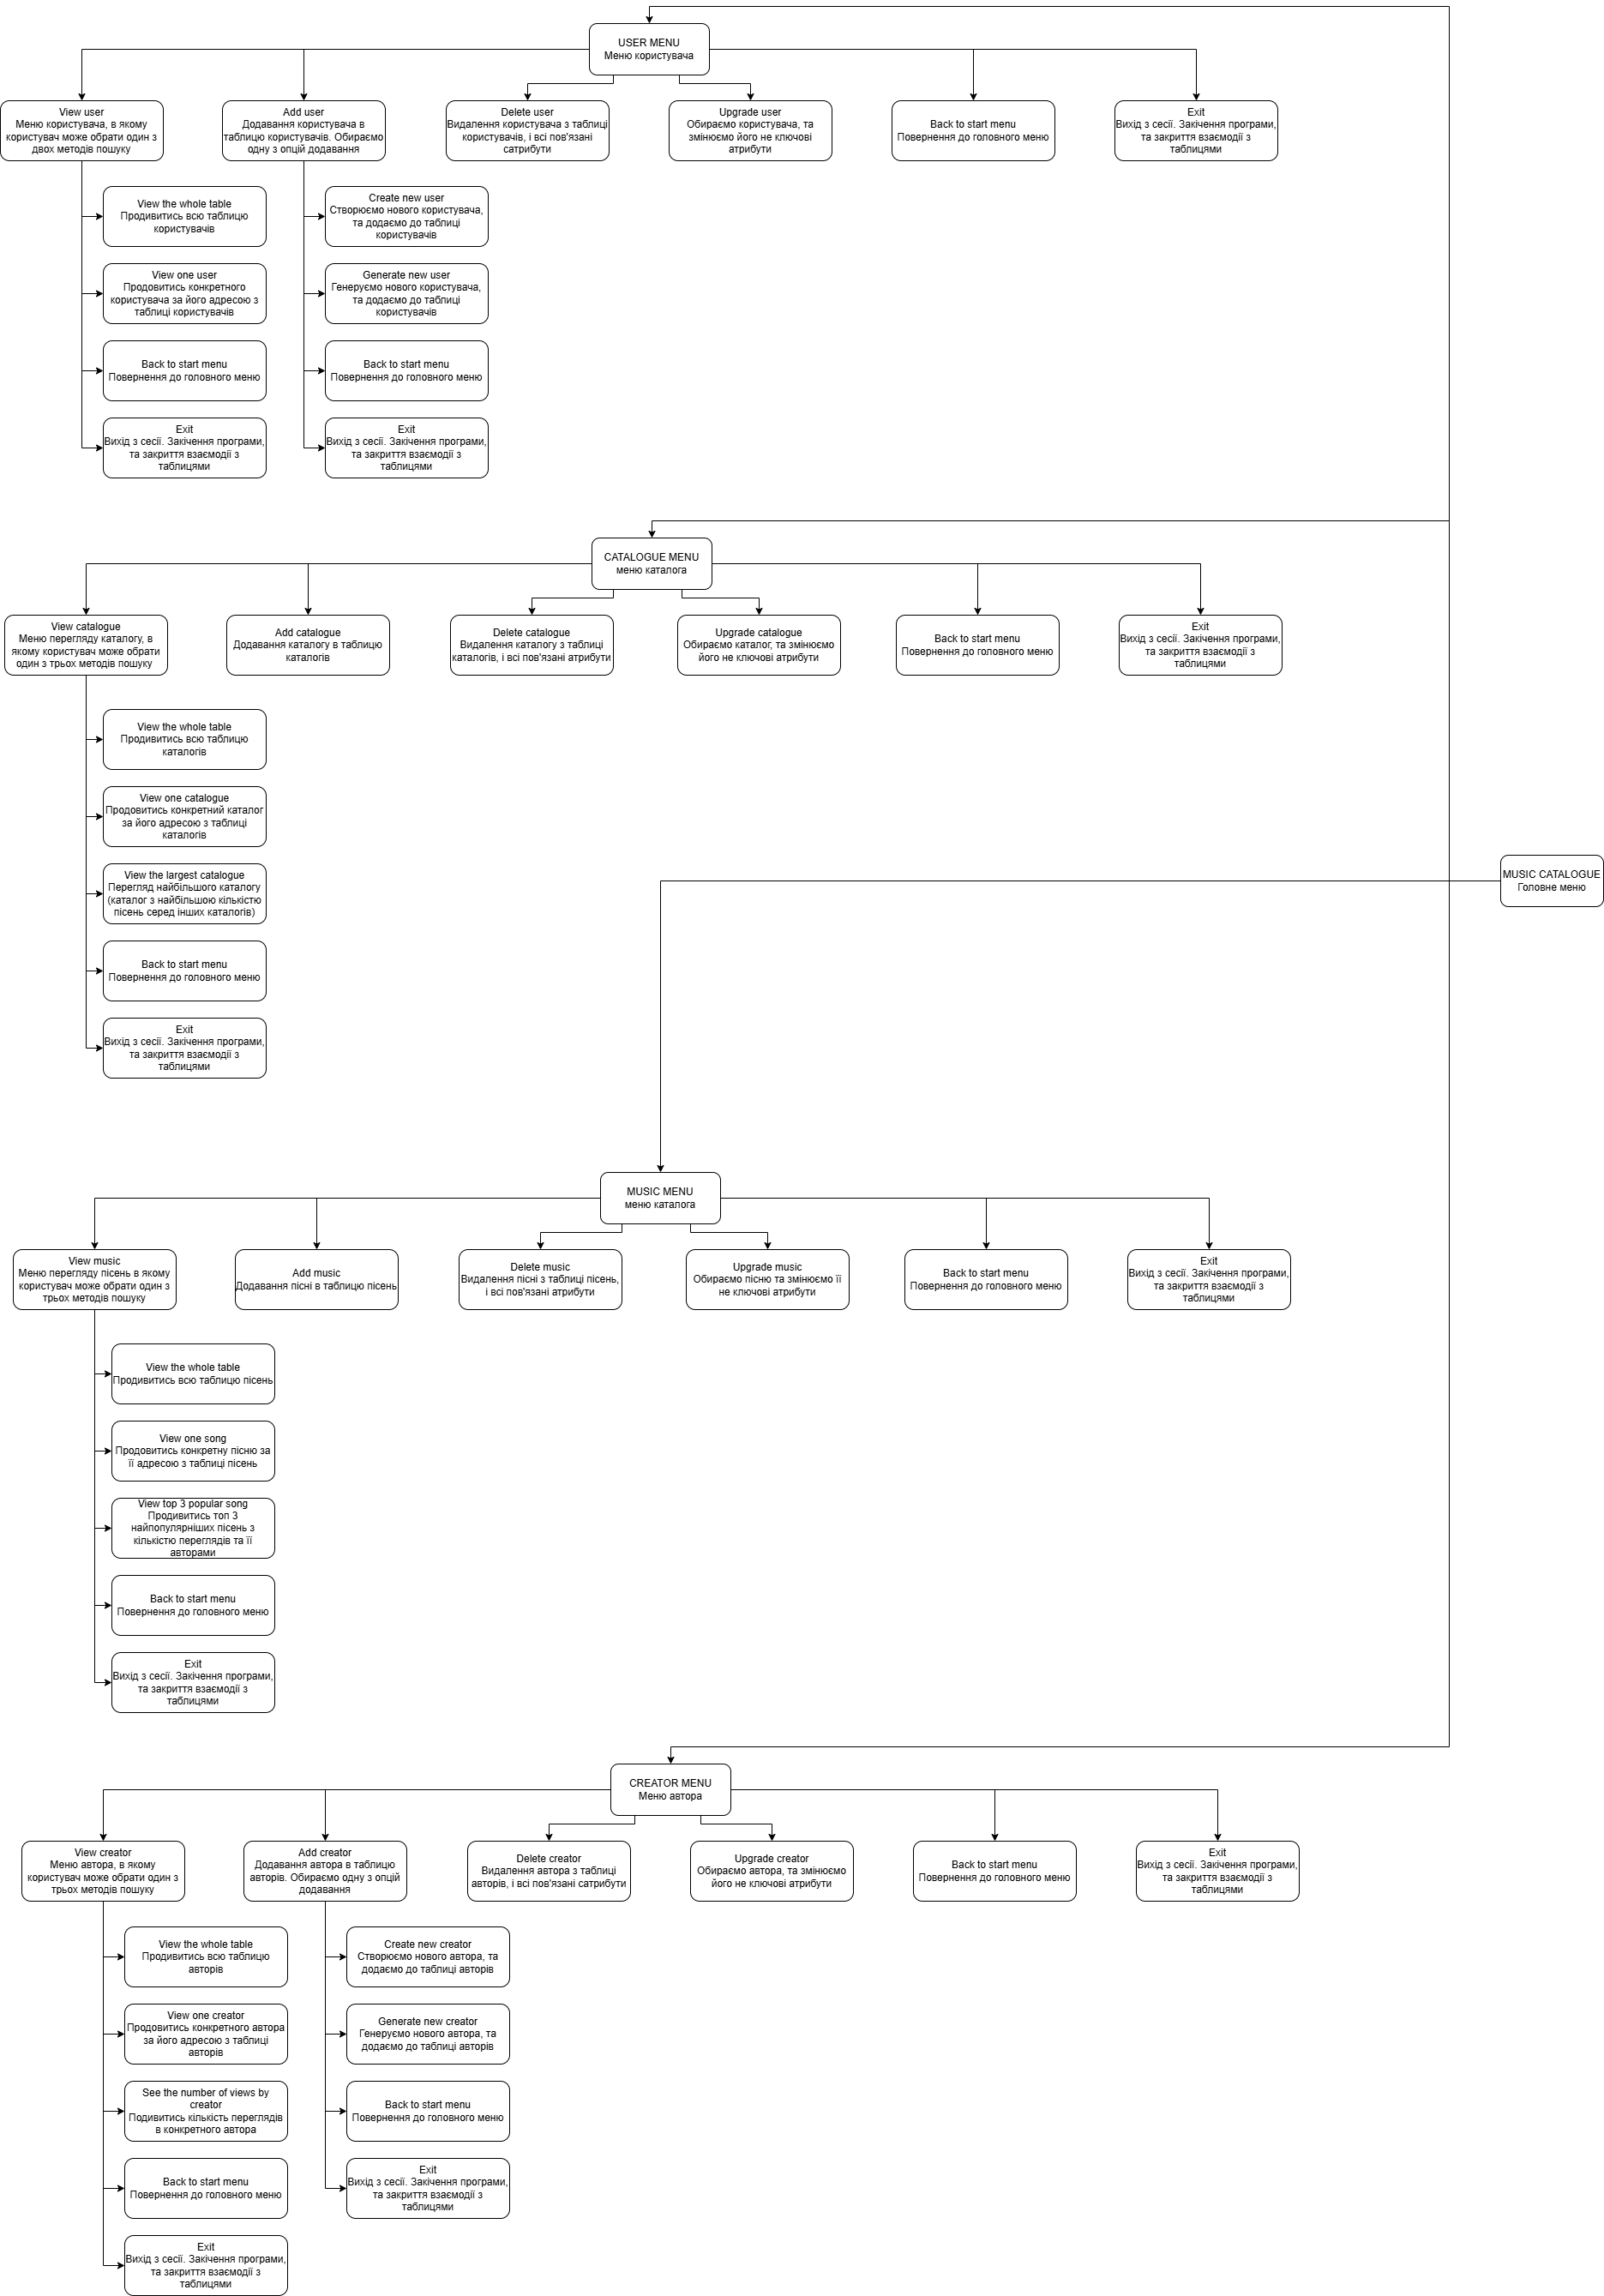 USER MENU
Меню користувача
View user
Меню користувача, в якому
користувач може обрати один з
двох методів пошуку
Add user
Додавання користувача в
таблицю користувачів. Обираємо
одну з опцій додавання
Delete user
Видалення користувача з таблиці
користувачів, і всі пов'язані
сатрибути
Upgrade user
Обираємо користувача, та
змінюємо його не ключові
атрибути
Back to start menu
Повернення до головного меню
Exit
Вихід з сесії. Закічення програми,
та закриття взаємодії з
таблицями
View the whole table
Продивитись всю таблицю
користувачів
Create new user
Створюємо нового користувача,
та додаємо до таблиці
користувачів
View one user
Продовитись конкретного
користувача за його адресою з
таблиці користувачів
Generate new user
Генеруємо нового користувача,
та додаємо до таблиці
користувачів
Back to start menu
Повернення до головного меню
Back to start menu
Повернення до головного меню
Exit
Вихід з сесії. Закічення програми,
та закриття взаємодії з
таблицями
Exit
Вихід з сесії. Закічення програми,
та закриття взаємодії з
таблицями
CATALOGUE MENU
меню каталога
View catalogue
Меню перегляду каталогу, в
якому користувач може обрати
один з трьох методів пошуку
Add catalogue
Додавання каталогу в таблицю
каталогів
Delete catalogue
Видалення каталогу з таблиці
каталогів, і всі пов'язані атрибути
Upgrade catalogue
Обираємо каталог, та змінюємо
його не ключові атрибути
Back to start menu
Повернення до головного меню
Exit
Вихід з сесії. Закічення програми,
та закриття взаємодії з
таблицями
View the whole table
Продивитись всю таблицю
каталогів
View one catalogue
Продовитись конкретний каталог
за його адресою з таблиці
каталогів
View the largest catalogue
Перегляд найбільшого каталогу
(каталог з найбільшою кількістю
пісень серед інших каталогів)
MUSIC CATALOGUE
Головне меню
Back to start menu
Повернення до головного меню
Exit
Вихід з сесії. Закічення програми,
та закриття взаємодії з
таблицями
MUSIC MENU
меню каталога
View music
Меню перегляду пісень в якому
користувач може обрати один з
трьох методів пошуку
Add music
Додавання пісні в таблицю пісень
Delete music
Видалення пісні з таблиці пісень,
і всі пов'язані атрибути
Upgrade music
Обираємо пісню та змінюємо її
не ключові атрибути
Back to start menu
Повернення до головного меню
Exit
Вихід з сесії. Закічення програми,
та закриття взаємодії з
таблицями
View the whole table
Продивитись всю таблицю пісень
View one song
Продовитись конкретну пісню за
її адресою з таблиці пісень
View top 3 popular song
Продивитись топ 3
найпопулярніших пісень з
кількістю переглядів та її
авторами
Back to start menu
Повернення до головного меню
Exit
Вихід з сесії. Закічення програми,
та закриття взаємодії з
таблицями
CREATOR MENU
Меню автора
View creator
Меню автора, в якому
користувач може обрати один з
трьох методів пошуку
Add creator
Додавання автора в таблицю
авторів. Обираємо одну з опцій
додавання
Delete creator
Видалення автора з таблиці
авторів, і всі пов'язані сатрибути
Upgrade creator
Обираємо автора, та змінюємо
його не ключові атрибути
Back to start menu
Повернення до головного меню
Exit
Вихід з сесії. Закічення програми,
та закриття взаємодії з
таблицями
View the whole table
Продивитись всю таблицю
авторів
Create new creator
Створюємо нового автора, та
додаємо до таблиці авторів
View one creator
Продовитись конкретного автора
за його адресою з таблиці
авторів
Generate new creator
Генеруємо нового автора, та
додаємо до таблиці авторів
See the number of views by
creator
Подивитись кількість переглядів
в конкретного автора
Back to start menu
Повернення до головного меню
Back to start menu
Повернення до головного меню
Exit
Вихід з сесії. Закічення програми,
та закриття взаємодії з
таблицями
Exit
Вихід з сесії. Закічення програми,
та закриття взаємодії з
таблицями